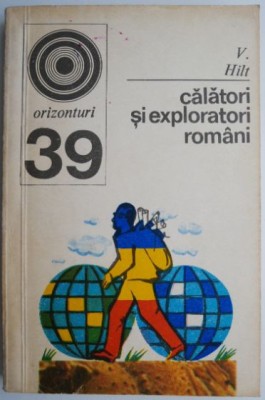 orizonturi
39
V.
Hilt
călători
și exploratori
români